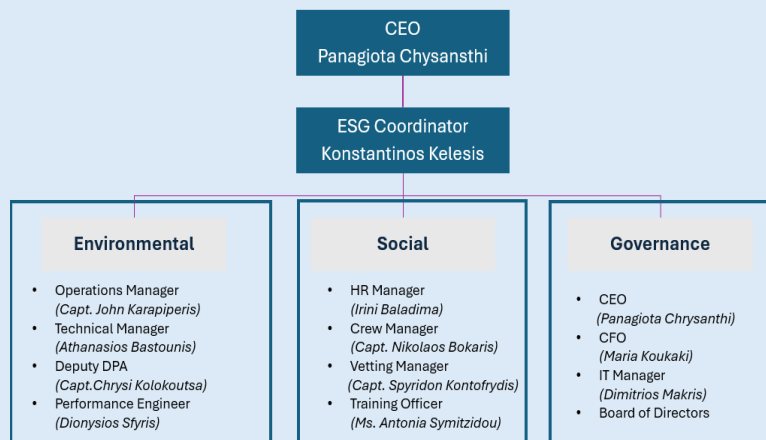 CEO
Panagiota Chysansthi
ESG Coordinator
Konstantinos Kelesis
Environmental
• Operations Manager
(Capt. John Karapiperis)
• Technical Manager
(Athanasios Bastounis)
• Deputy DPA
(Capt.Chrysi Kolokoutsa)
• Performance Engineer
(Dionysios Sfyris)
Social
• HR Manager
(Irini Baladima)
• Crew Manager
(Capt. Nikolaos Bokaris)
• Vetting Manager
(Capt. Spyridon Kontofrydis)
• Training Officer
(Ms. Antonia Symitzidou)
Governance
• CEO
(Panagiota Chrysanthi)
• CFO
(Maria Koukaki)
• IT Manager
(Dimitrios Makris)
• Board of Directors